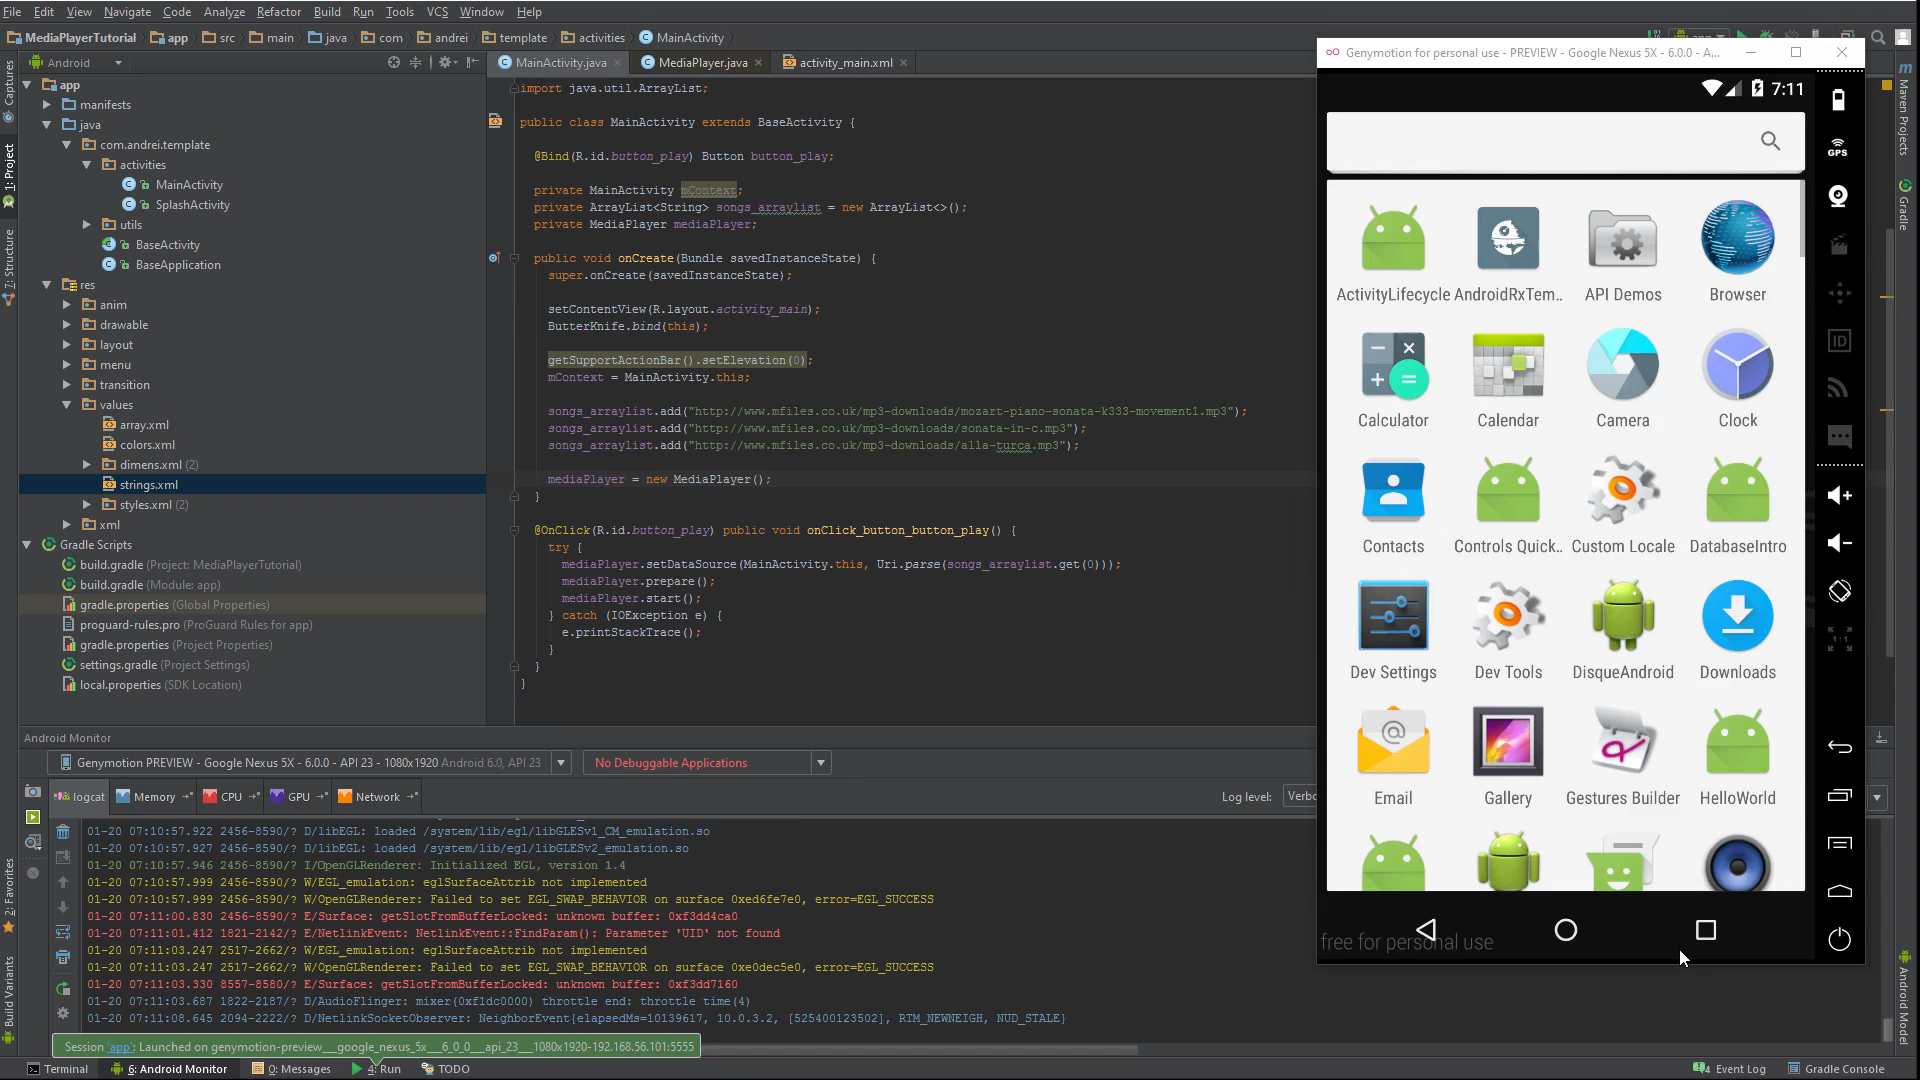 File Edit View Navigate Code Analyze Refactor Build Run Tools VCS Window Help
MediaPlayerTutorial app src main java com andrei template activities MainActivity
Android
MainActivity.java MediaPlayer.java activity_main.xml
Captures
1: Project
7: Structure
2: Favorites
Build Variants
app
manifests
java
com.andrei.template
activities
MainActivity
SplashActivity
utils
BaseActivity
BaseApplication
res
anim
drawable
layout
menu
transition
values
array.xml
colors.xml
dimens.xml (2)
strings.xml
styles.xml (2)
xml
Gradle Scripts
build.gradle (Project: MediaPlayerTutorial)
build.gradle (Module: app)
gradle.properties (Global Properties)
proguard-rules.pro (ProGuard Rules for app)
gradle.properties (Project Properties)
settings.gradle (Project Settings)
local.properties (SDK Location)
import java.util.ArrayList;
public class MainActivity extends BaseActivity {
@Bind(R.id.button_play) Button button_play;
private MainActivity mContext;
private ArrayList<String> songs_arraylist = new ArrayList<>();
private MediaPlayer mediaPlayer;
public void onCreate(Bundle savedInstanceState) {
super.onCreate(savedInstanceState);
setContentView(R.layout.activity_main);
ButterKnife.bind(this);
getSupportActionBar().setElevation(0);
mContext = MainActivity.this;
songs_arraylist.add("http://www.mfiles.co.uk/mp3-downloads/mozart-piano-sonata-k333-movement1.mp3");
songs_arraylist.add("http://www.mfiles.co.uk/mp3-downloads/sonata-in-c.mp3");
songs_arraylist.add("http://www.mfiles.co.uk/mp3-downloads/alla-turca.mp3");
mediaPlayer = new MediaPlayer();
}
@OnClick(R.id.button_play) public void onClick_button_button_play() {
try {
mediaPlayer.setDataSource(MainActivity.this, Uri.parse(songs_arraylist.get(0)));
mediaPlayer.prepare();
mediaPlayer.start();
} catch (IOException e) {
e.printStackTrace();
}
}
}
Genymotion for personal use - PREVIEW - Google Nexus 5X - 6.0.0 - A...
7:11
ActivityLifecycle AndroidRxTem.. API Demos Browser
Calculator Calendar Camera Clock
Contacts Controls Quick.. Custom Locale DatabaseIntro
Dev Settings Dev Tools DisqueAndroid Downloads
Email Gallery Gestures Builder HelloWorld
free for personal use
GPS
ID
1:1
Maven Projects
Gradle
Android Model
Android Monitor
Genymotion PREVIEW - Google Nexus 5X - 6.0.0 - API 23 - 1080x1920 Android 6.0, API 23
No Debuggable Applications
logcat Memory CPU GPU Network
Log level: Verbo
01-20 07:10:57.922 2456-8590/? D/libEGL: loaded /system/lib/egl/libGLESv1_CM_emulation.so
01-20 07:10:57.927 2456-8590/? D/libEGL: loaded /system/lib/egl/libGLESv2_emulation.so
01-20 07:10:57.946 2456-8590/? I/OpenGLRenderer: Initialized EGL, version 1.4
01-20 07:10:57.999 2456-8590/? W/EGL_emulation: eglSurfaceAttrib not implemented
01-20 07:10:57.999 2456-8590/? W/OpenGLRenderer: Failed to set EGL_SWAP_BEHAVIOR on surface 0xed6fe7e0, error=EGL_SUCCESS
01-20 07:11:00.830 2456-8590/? E/Surface: getSlotFromBufferLocked: unknown buffer: 0xf3dd4ca0
01-20 07:11:01.412 1821-2142/? E/NetlinkEvent: NetlinkEvent::FindParam(): Parameter 'UID' not found
01-20 07:11:03.247 2517-2662/? W/EGL_emulation: eglSurfaceAttrib not implemented
01-20 07:11:03.247 2517-2662/? W/OpenGLRenderer: Failed to set EGL_SWAP_BEHAVIOR on surface 0xe0dec5e0, error=EGL_SUCCESS
01-20 07:11:03.330 8557-8580/? E/Surface: getSlotFromBufferLocked: unknown buffer: 0xf3dd7160
01-20 07:11:03.687 1822-2187/? D/AudioFlinger: mixer(0xf1dc0000) throttle end: throttle time(4)
01-20 07:11:08.645 2094-2222/? D/NetlinkSocketObserver: NeighborEvent{elapsedMs=10139617, 10.0.3.2, [525400123502], RTM_NEWNEIGH, NUD_STALE}
Session 'app': Launched on genymotion-preview___google_nexus_5x___6_0_0___api_23___1080x1920-192.168.56.101:5555
Terminal 6: Android Monitor 0: Messages 4: Run TODO
4 Event Log Gradle Console